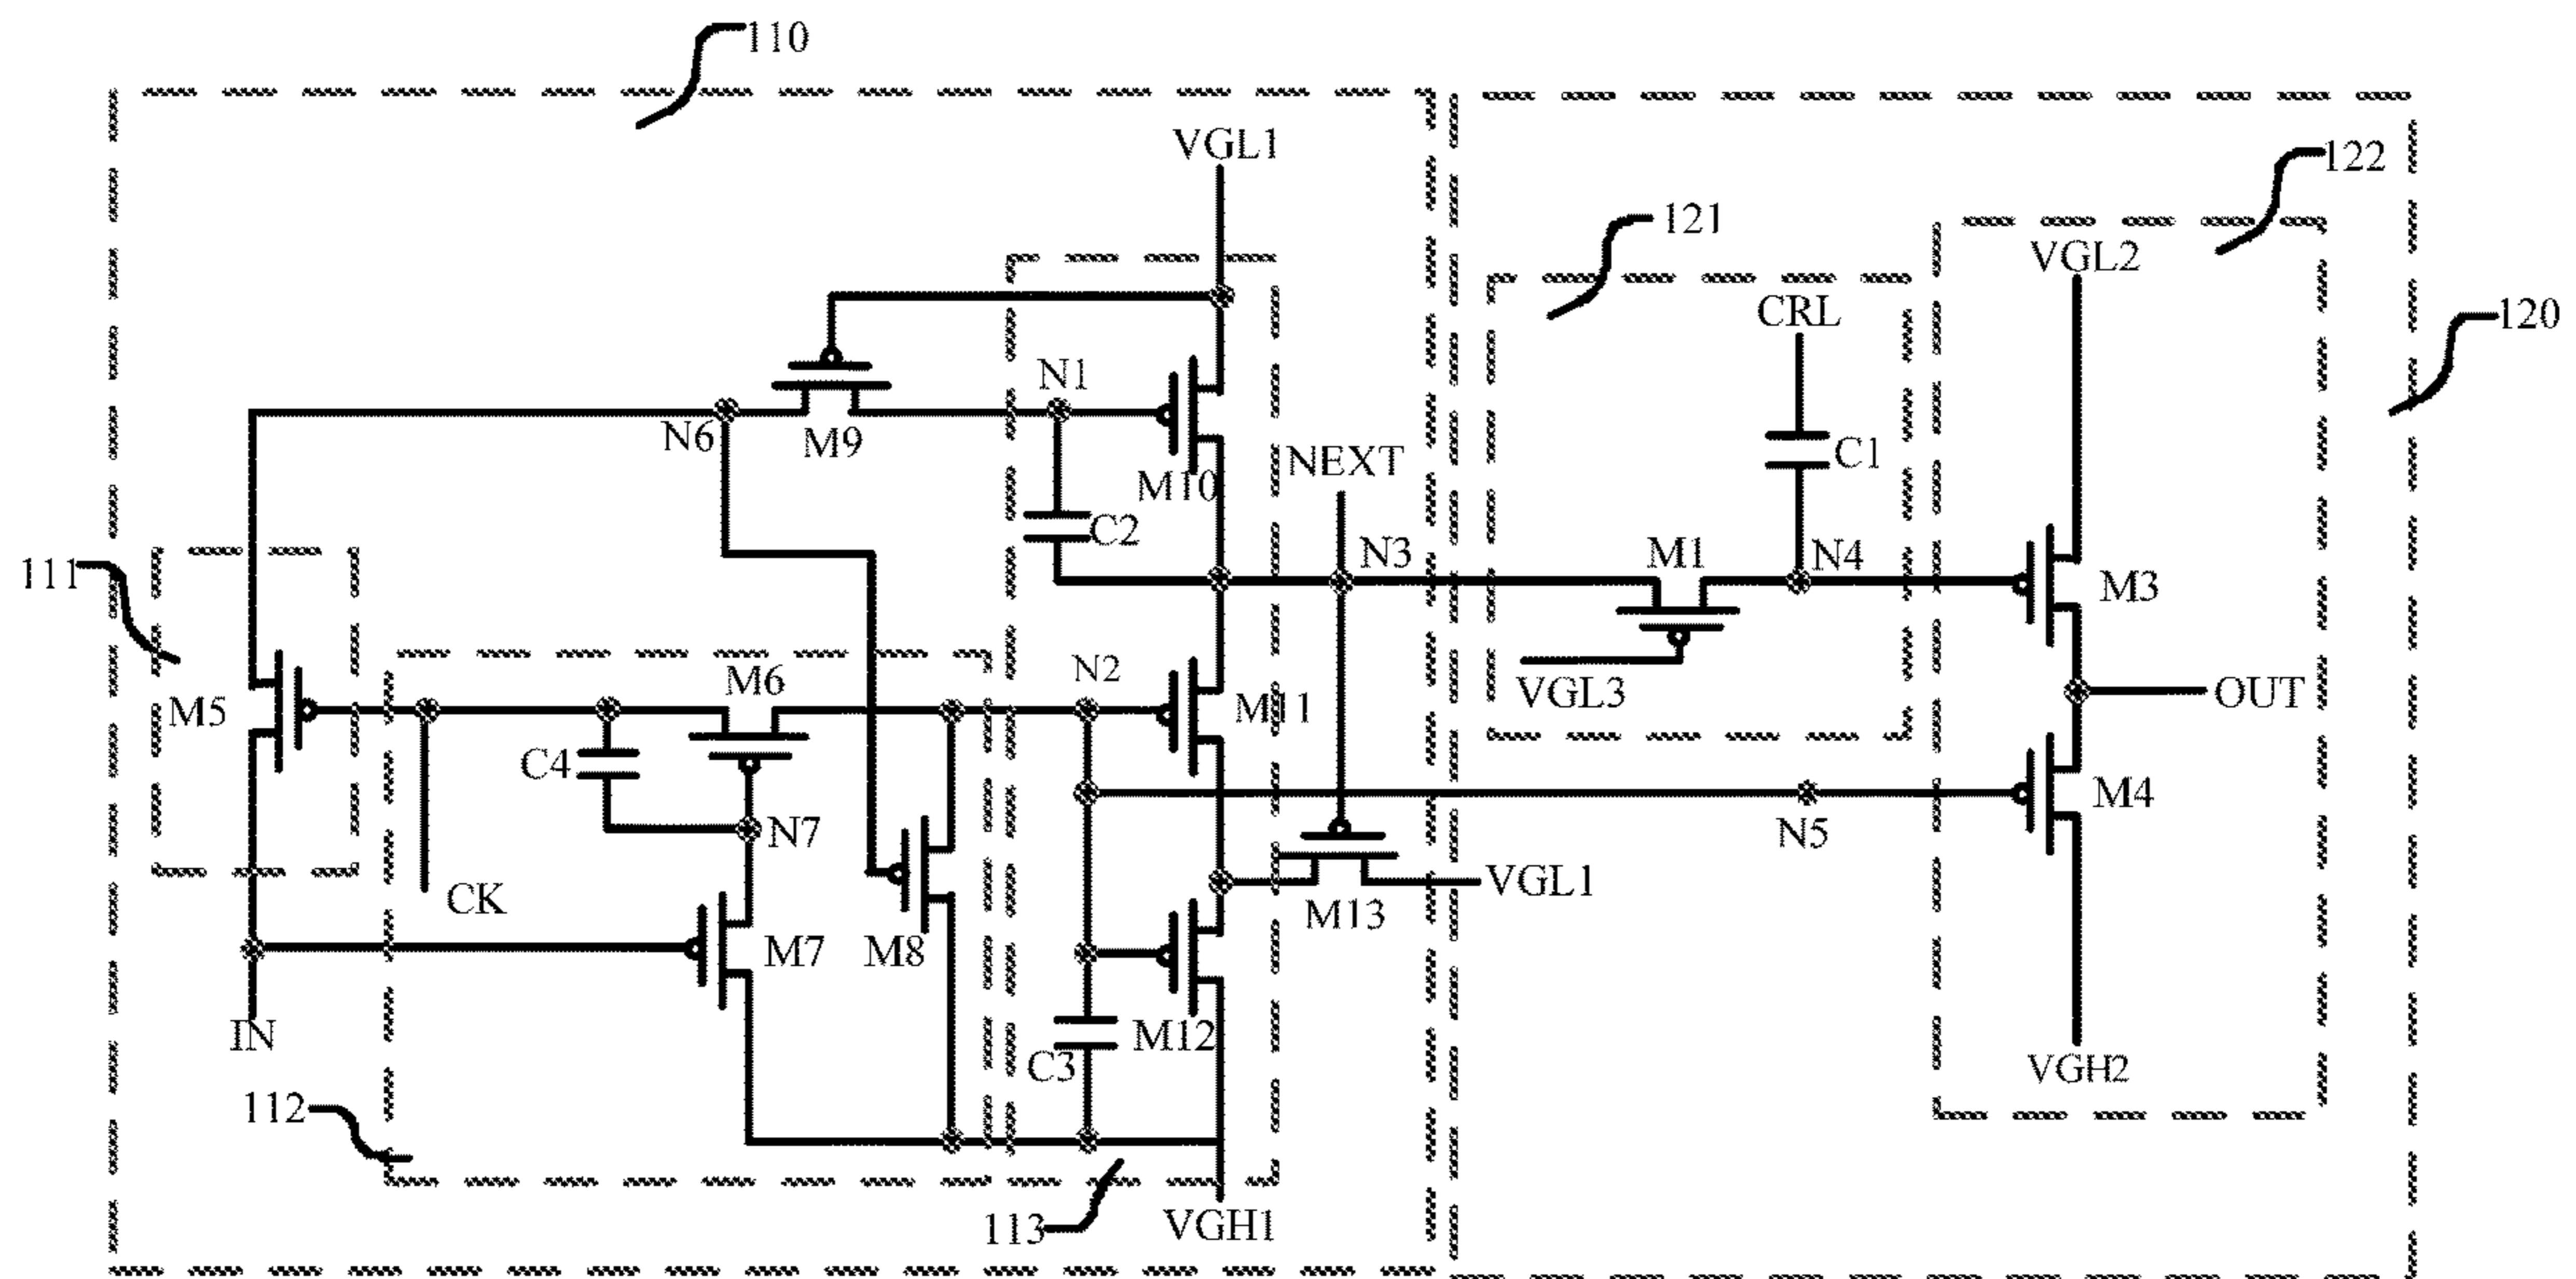 110
VGL1
122
121
VGL2
CRL
120
N1
N6
M9
C1
M10
NEXT
C2
N3
M1
N4
M3
111
M6
N2
VGL3
OUT
M5
M11
C4
M4
N7
N5
CK
VGL1
M13
M7
M8
IN
M12
C3
VGH2
112
113
VGH1